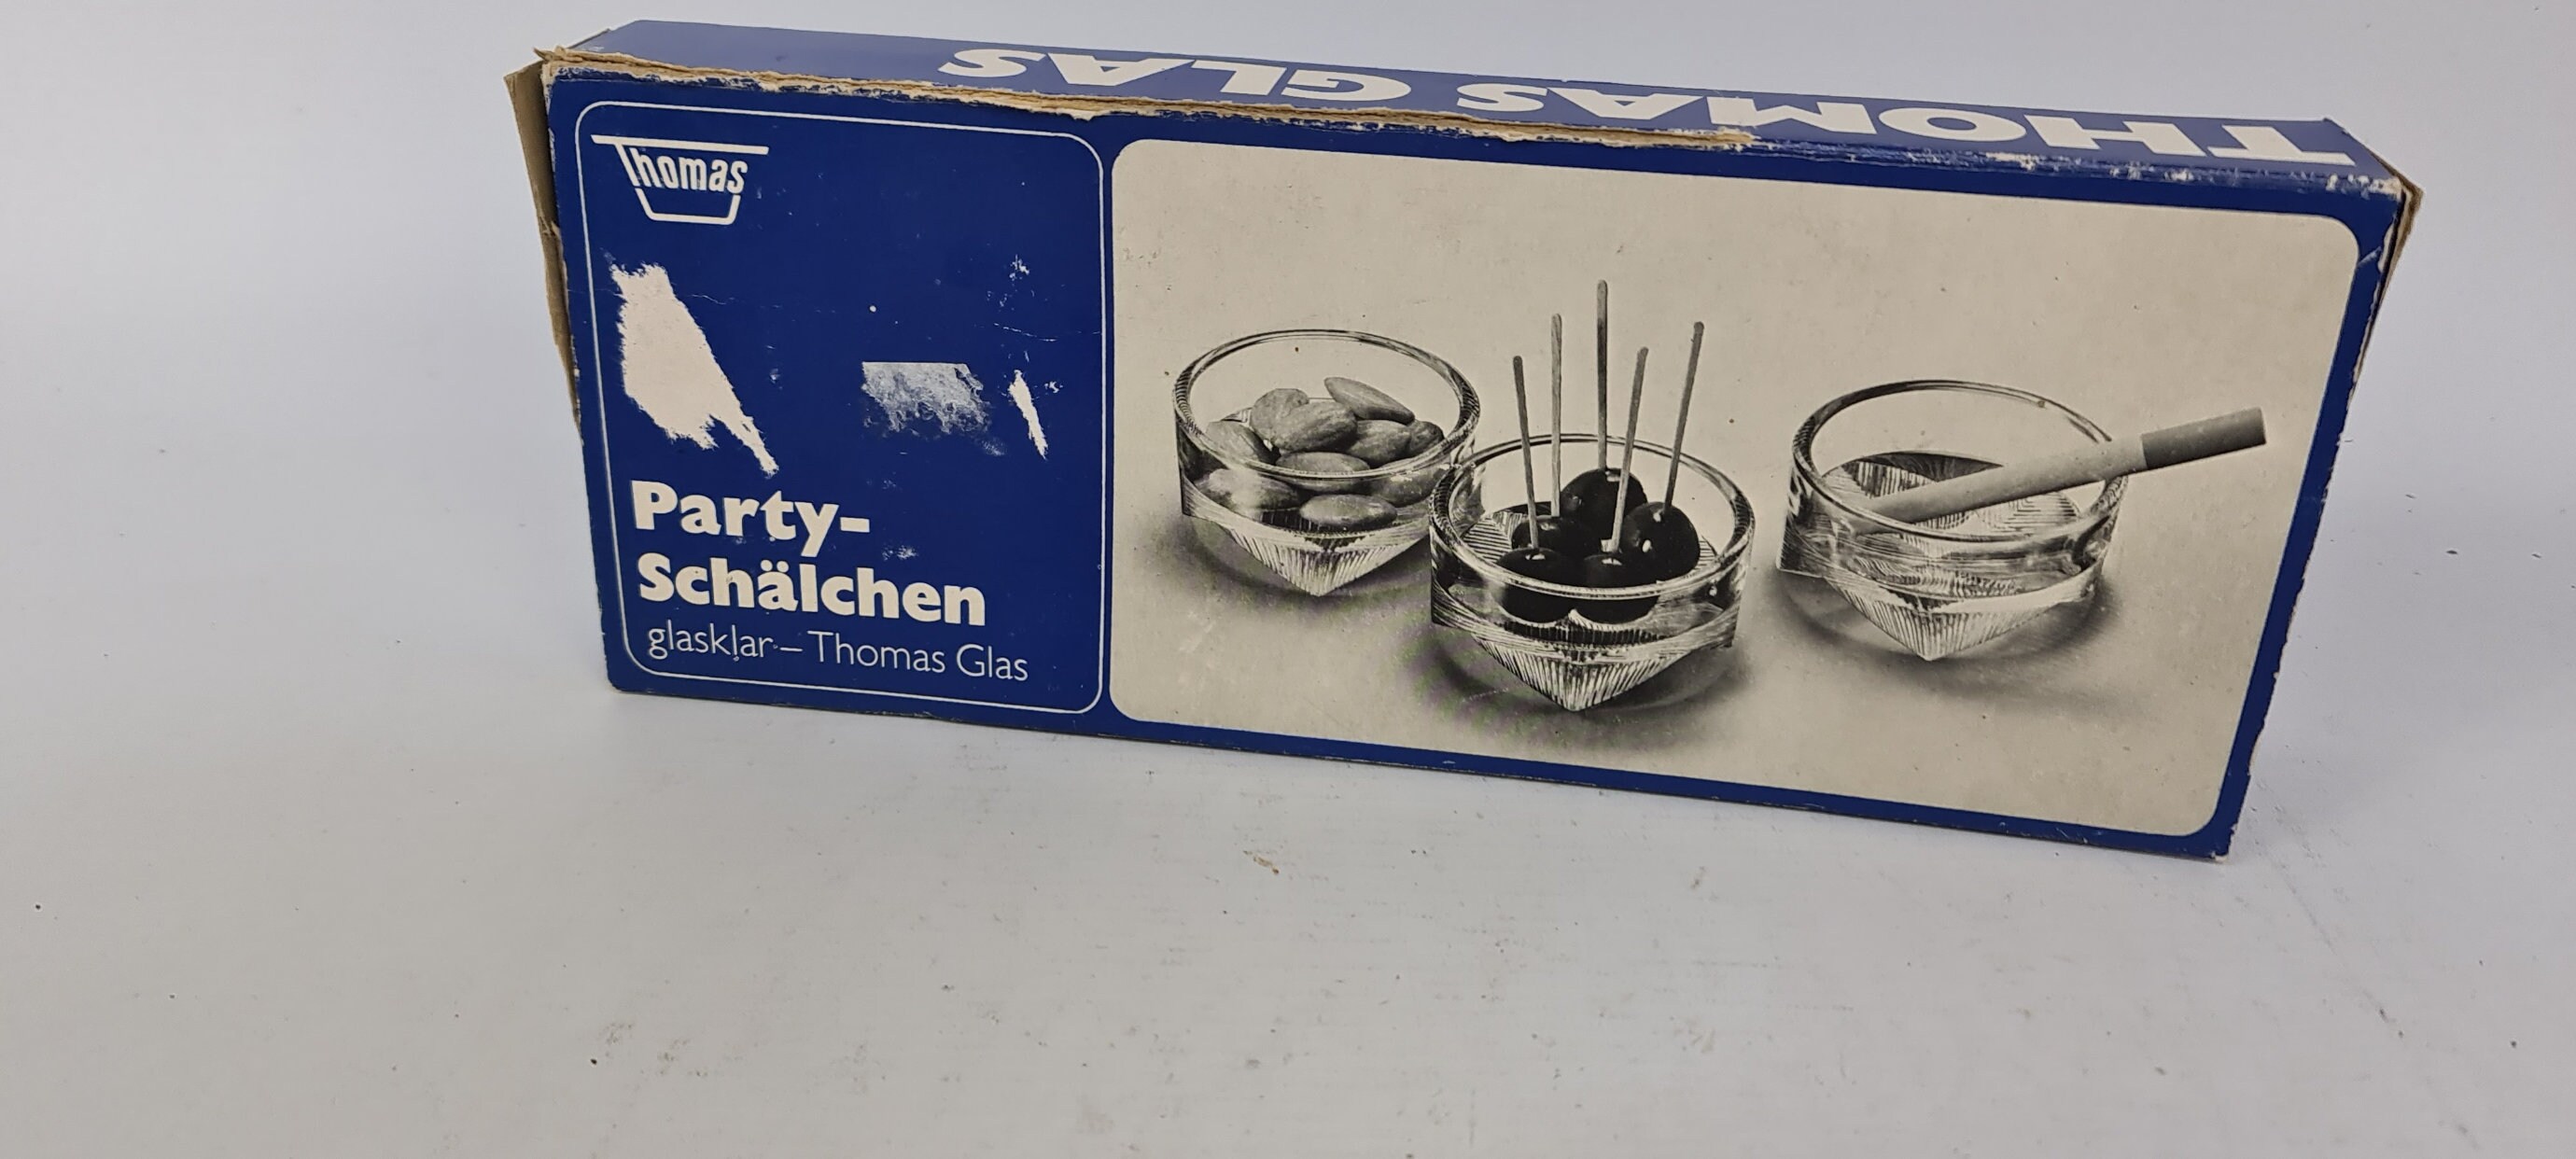 THOMAS GLAS
Thomas
Party-
Schälchen
glasklar – Thomas Glas